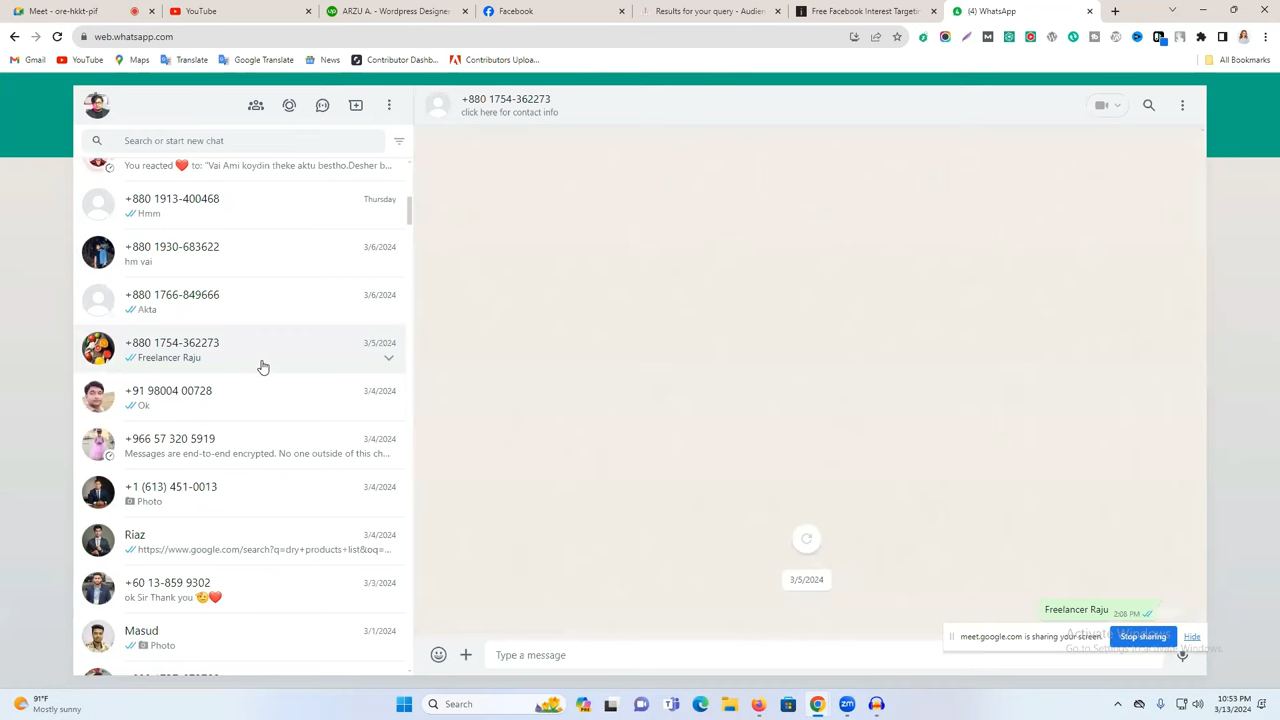 Meet - ore-hkkt-pif
YouTube
ARZU A. - Wordpress Designer
Facebook
Results for your query - Audien
Free Facebook Interest Targetin
(4) WhatsApp
web.whatsapp.com
Gmail
YouTube
Maps
Translate
Google Translate
News
Contributor Dashb...
Contributors Uploa...
All Bookmarks
+880 1754-362273
click here for contact info
Search or start new chat
You reacted ❤️ to: "Vai Ami koydin theke aktu bestho.Desher b...
+880 1913-400468 Thursday
Hmm
+880 1930-683622 3/6/2024
hm vai
+880 1766-849666 3/6/2024
Akta
+880 1754-362273 3/5/2024
Freelancer Raju
+91 98004 00728 3/4/2024
Ok
+966 57 320 5919 3/4/2024
Messages are end-to-end encrypted. No one outside of this ch...
+1 (613) 451-0013 3/4/2024
Photo
Riaz 3/4/2024
https://www.google.com/search?q=dry+products+list&oq=...
+60 13-859 9302 3/3/2024
ok Sir Thank you 🫡❤️
Masud 3/1/2024
Photo
3/5/2024
Freelancer Raju 2:08 PM
meet.google.com is sharing your screen. Stop sharing Hide
Activate Windows
Go to Settings to activate Windows.
Type a message
91°F
Mostly sunny
Search
10:53 PM
3/13/2024